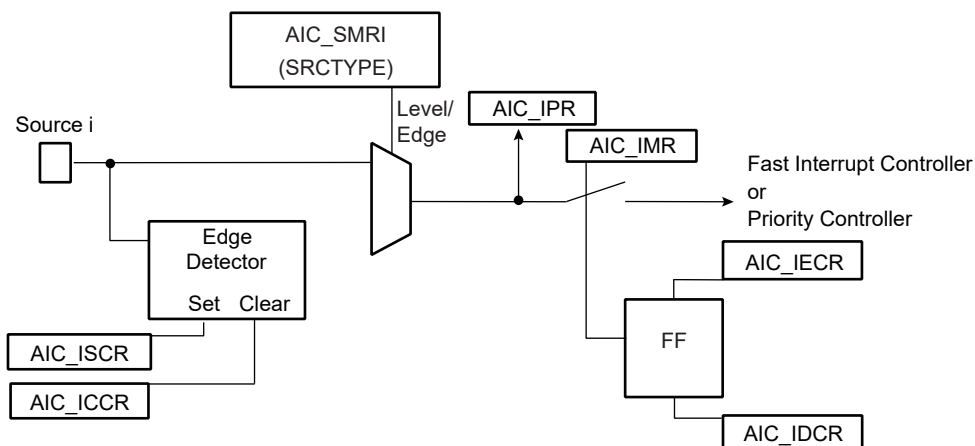 AIC_SMRI
(SRCTYPE)
Level/
Edge
Source i
AIC_IPR
AIC_IMR
Fast Interrupt Controller
or
Priority Controller
Edge
Detector
Set Clear
AIC_IECR
FF
AIC_ISCR
AIC_ICCR
AIC_IDCR